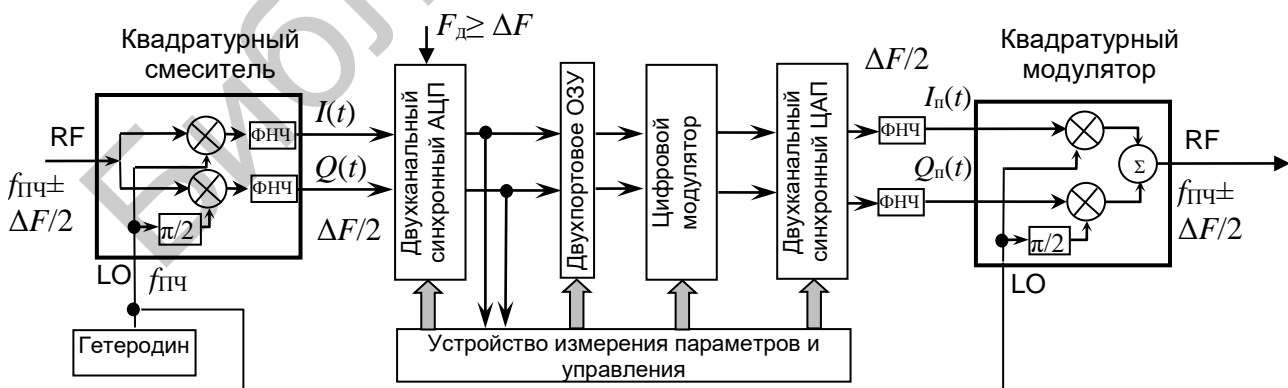 Библ
F_д ≥ ΔF
Квадратурный
смеситель
RF
f_ПЧ ±
ΔF/2
ФНЧ
ФНЧ
π/2
LO
f_ПЧ
Гетеродин
I(t)
Q(t)
ΔF/2
Двухканальный
синхронный АЦП
Двухпортовое ОЗУ
Цифровой
модулятор
Двухканальный
синхронный ЦАП
Устройство измерения параметров и
управления
ΔF/2
ФНЧ
ФНЧ
I_п(t)
Q_п(t)
Квадратурный
модулятор
Σ
π/2
LO
RF
f_ПЧ ±
ΔF/2